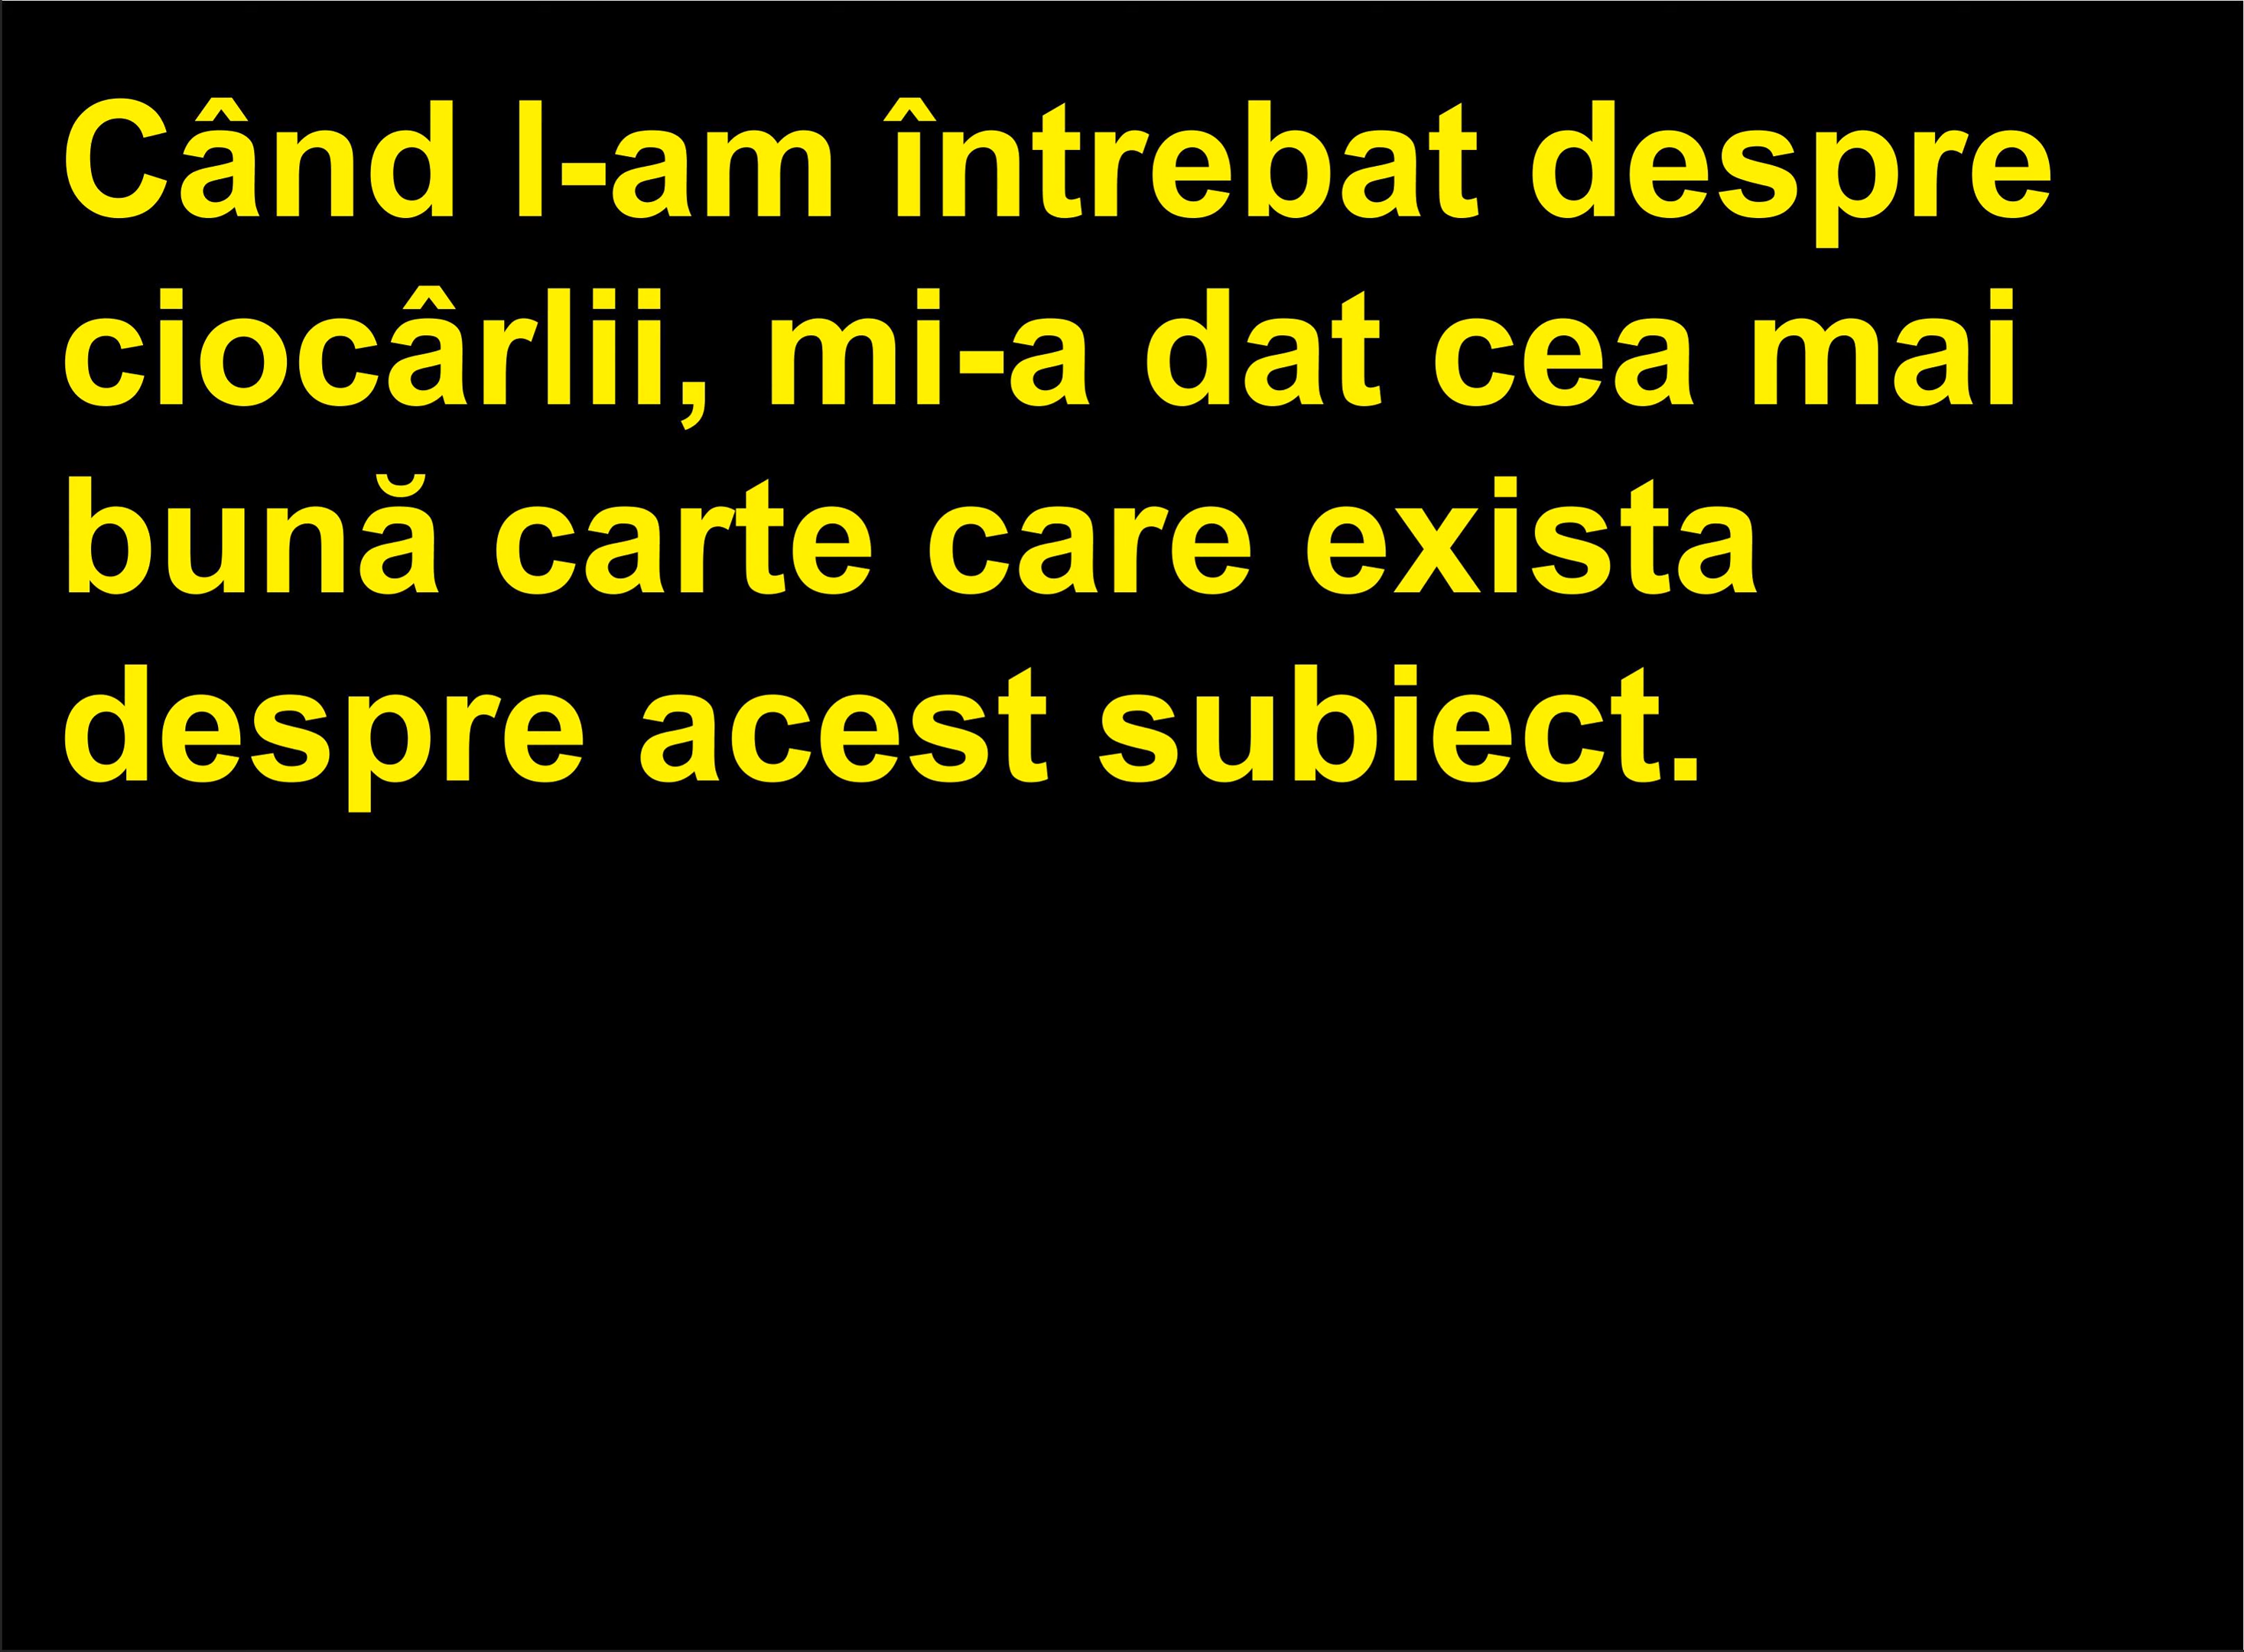 Când l-am întrebat despre
ciocârlii, mi-a dat cea mai
bună carte care exista
despre acest subiect.